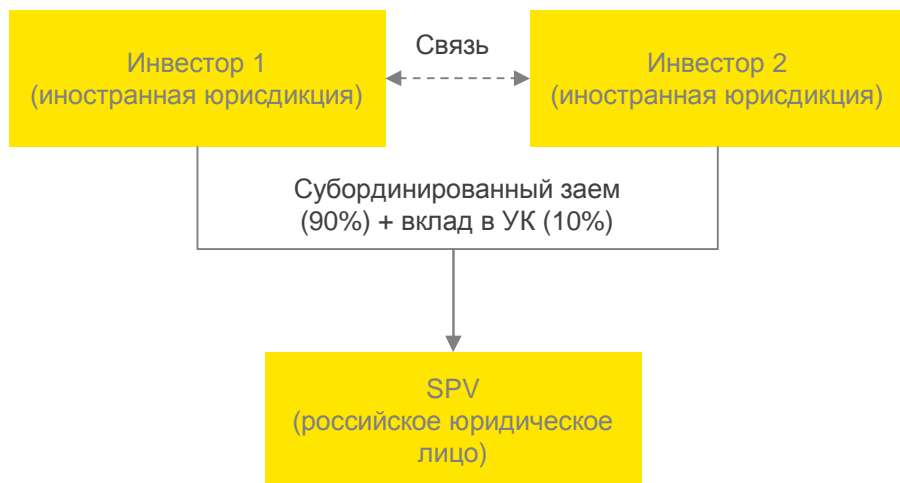 Инвестор 1
(иностранная юрисдикция)
Связь
Инвестор 2
(иностранная юрисдикция)
Субординированный заем
(90%) + вклад в УК (10%)
SPV
(российское юридическое
лицо)